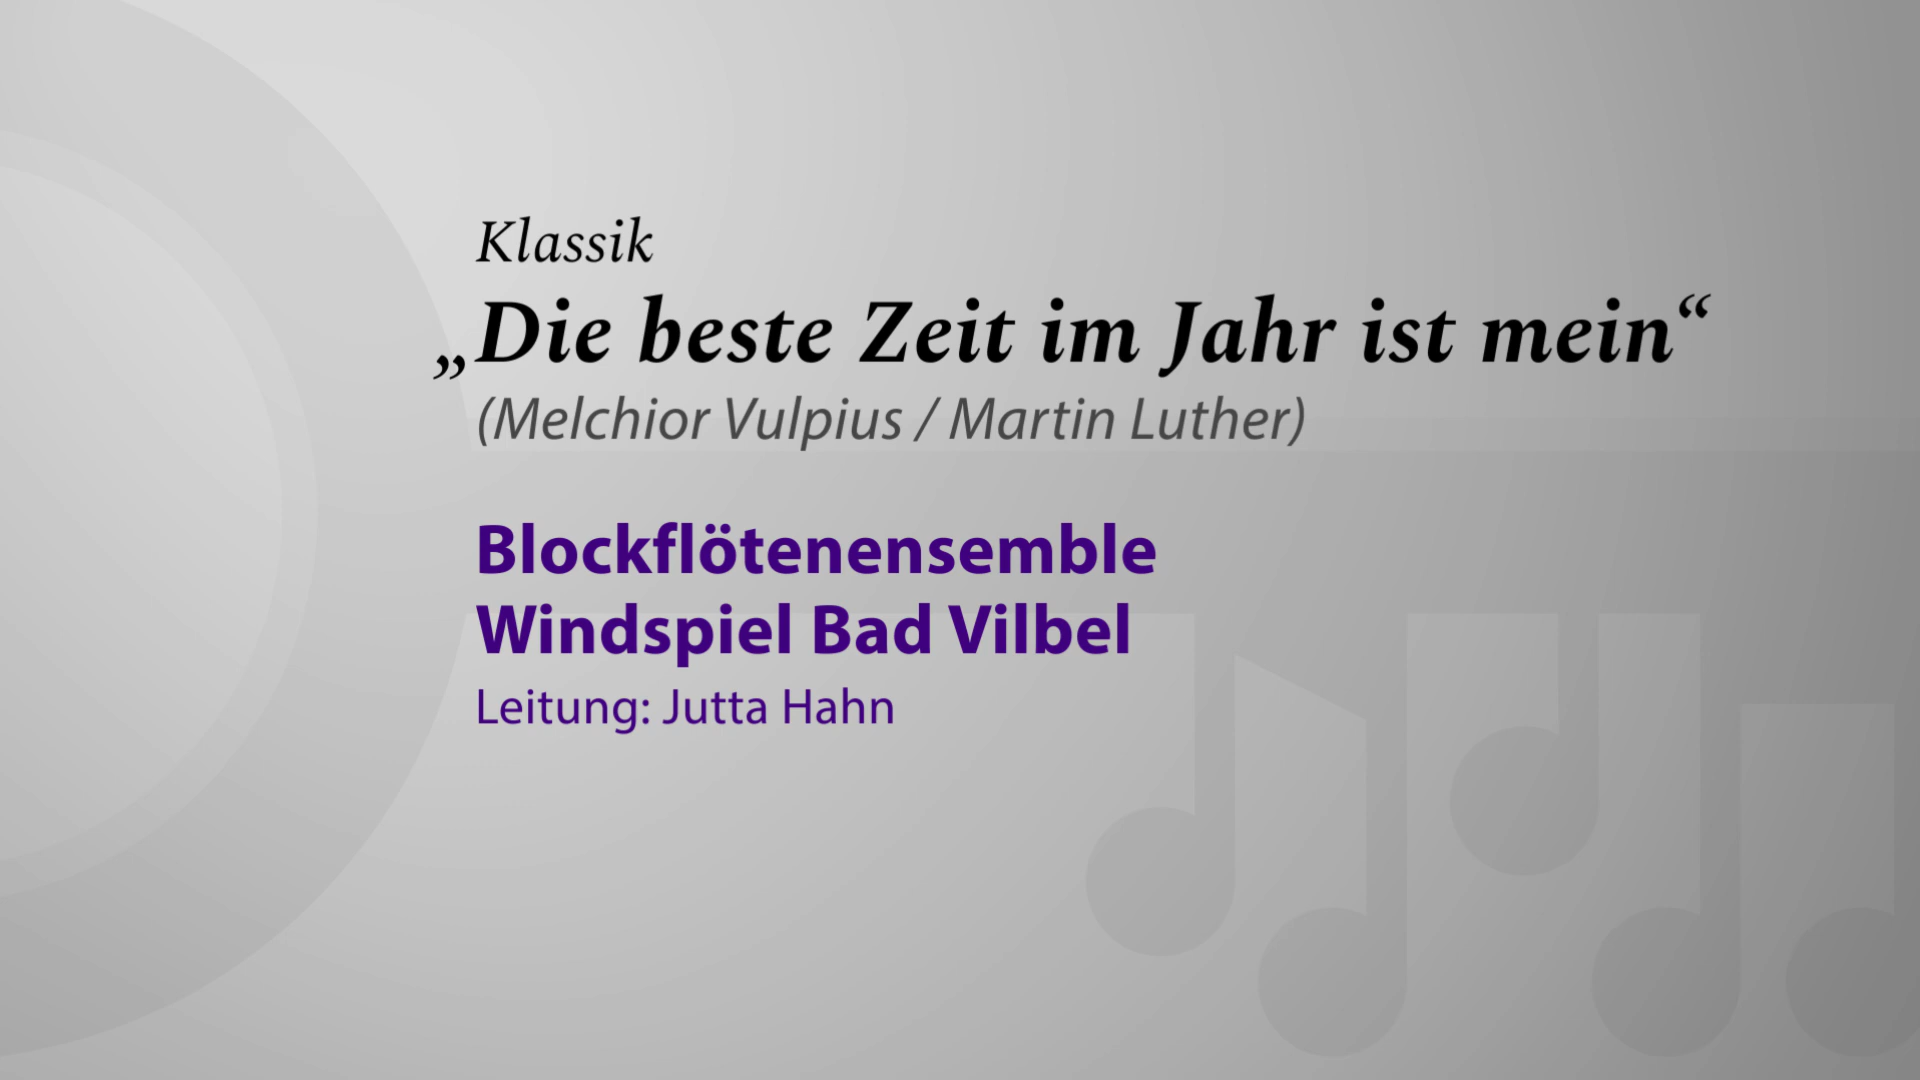 Klassik
„Die beste Zeit im Jahr ist mein“
(Melchior Vulpius / Martin Luther)
Blockflötenensemble
Windspiel Bad Vilbel
Leitung: Jutta Hahn